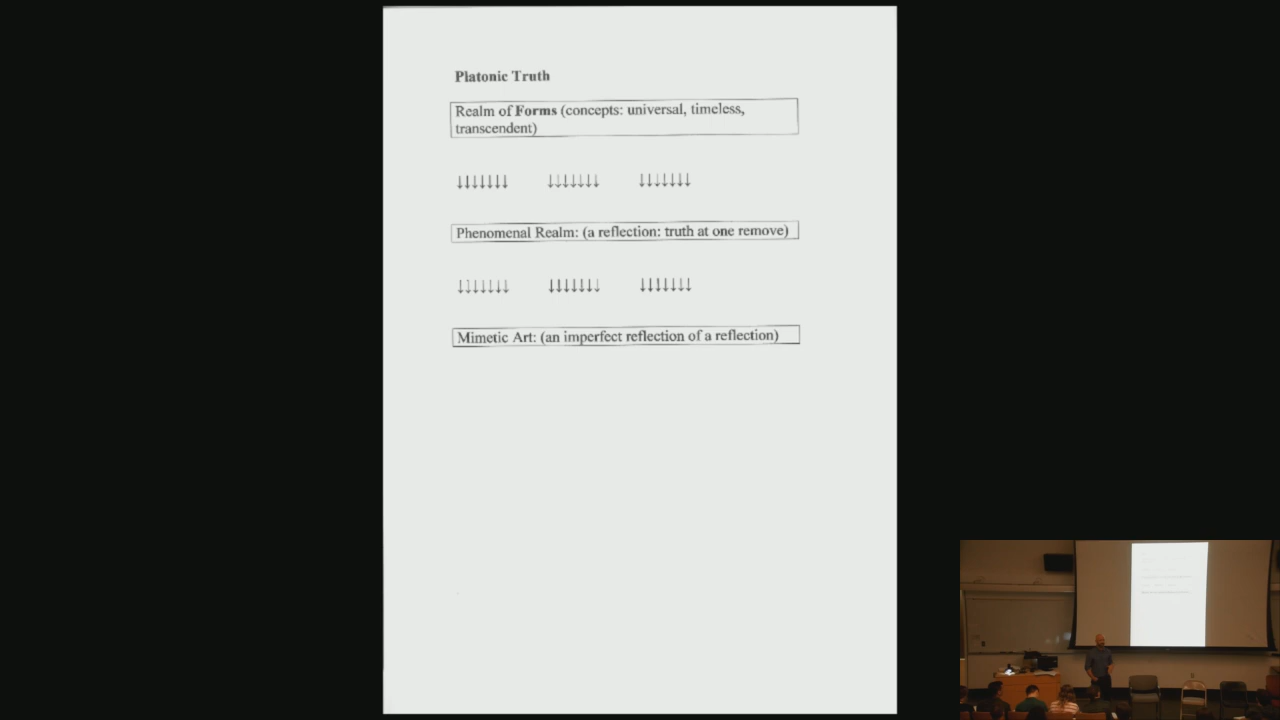 Platonic Truth
Realm of Forms (concepts: universal, timeless,
transcendent)
↓↓↓↓↓↓↓ ↓↓↓↓↓↓↓ ↓↓↓↓↓↓↓
Phenomenal Realm: (a reflection: truth at one remove)
↓↓↓↓↓↓↓ ↓↓↓↓↓↓↓ ↓↓↓↓↓↓↓
Mimetic Art: (an imperfect reflection of a reflection)